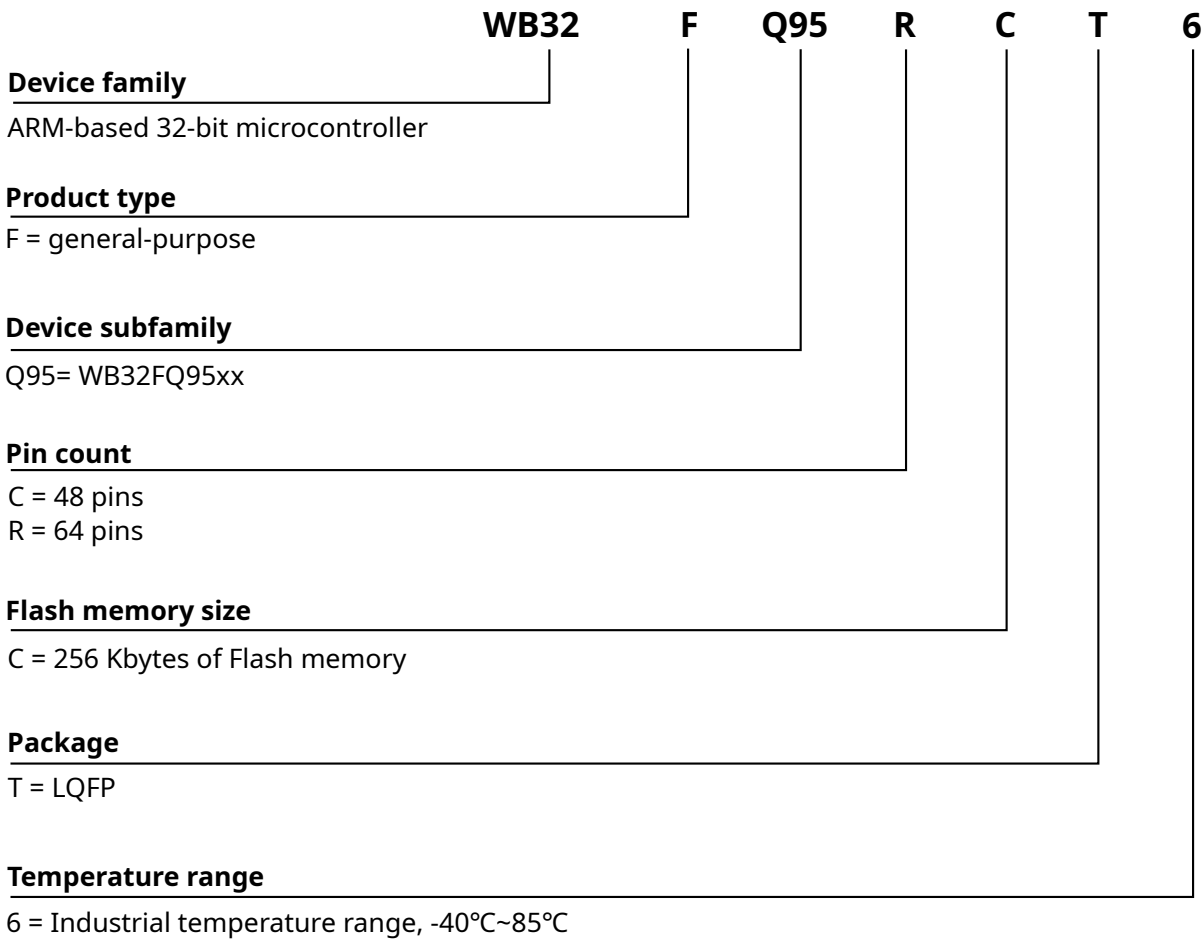 WB32 F Q95 R C T 6
Device family
ARM-based 32-bit microcontroller
Product type
F = general-purpose
Device subfamily
Q95= WB32FQ95xx
Pin count
C = 48 pins
R = 64 pins
Flash memory size
C = 256 Kbytes of Flash memory
Package
T = LQFP
Temperature range
6 = Industrial temperature range, -40℃~85℃